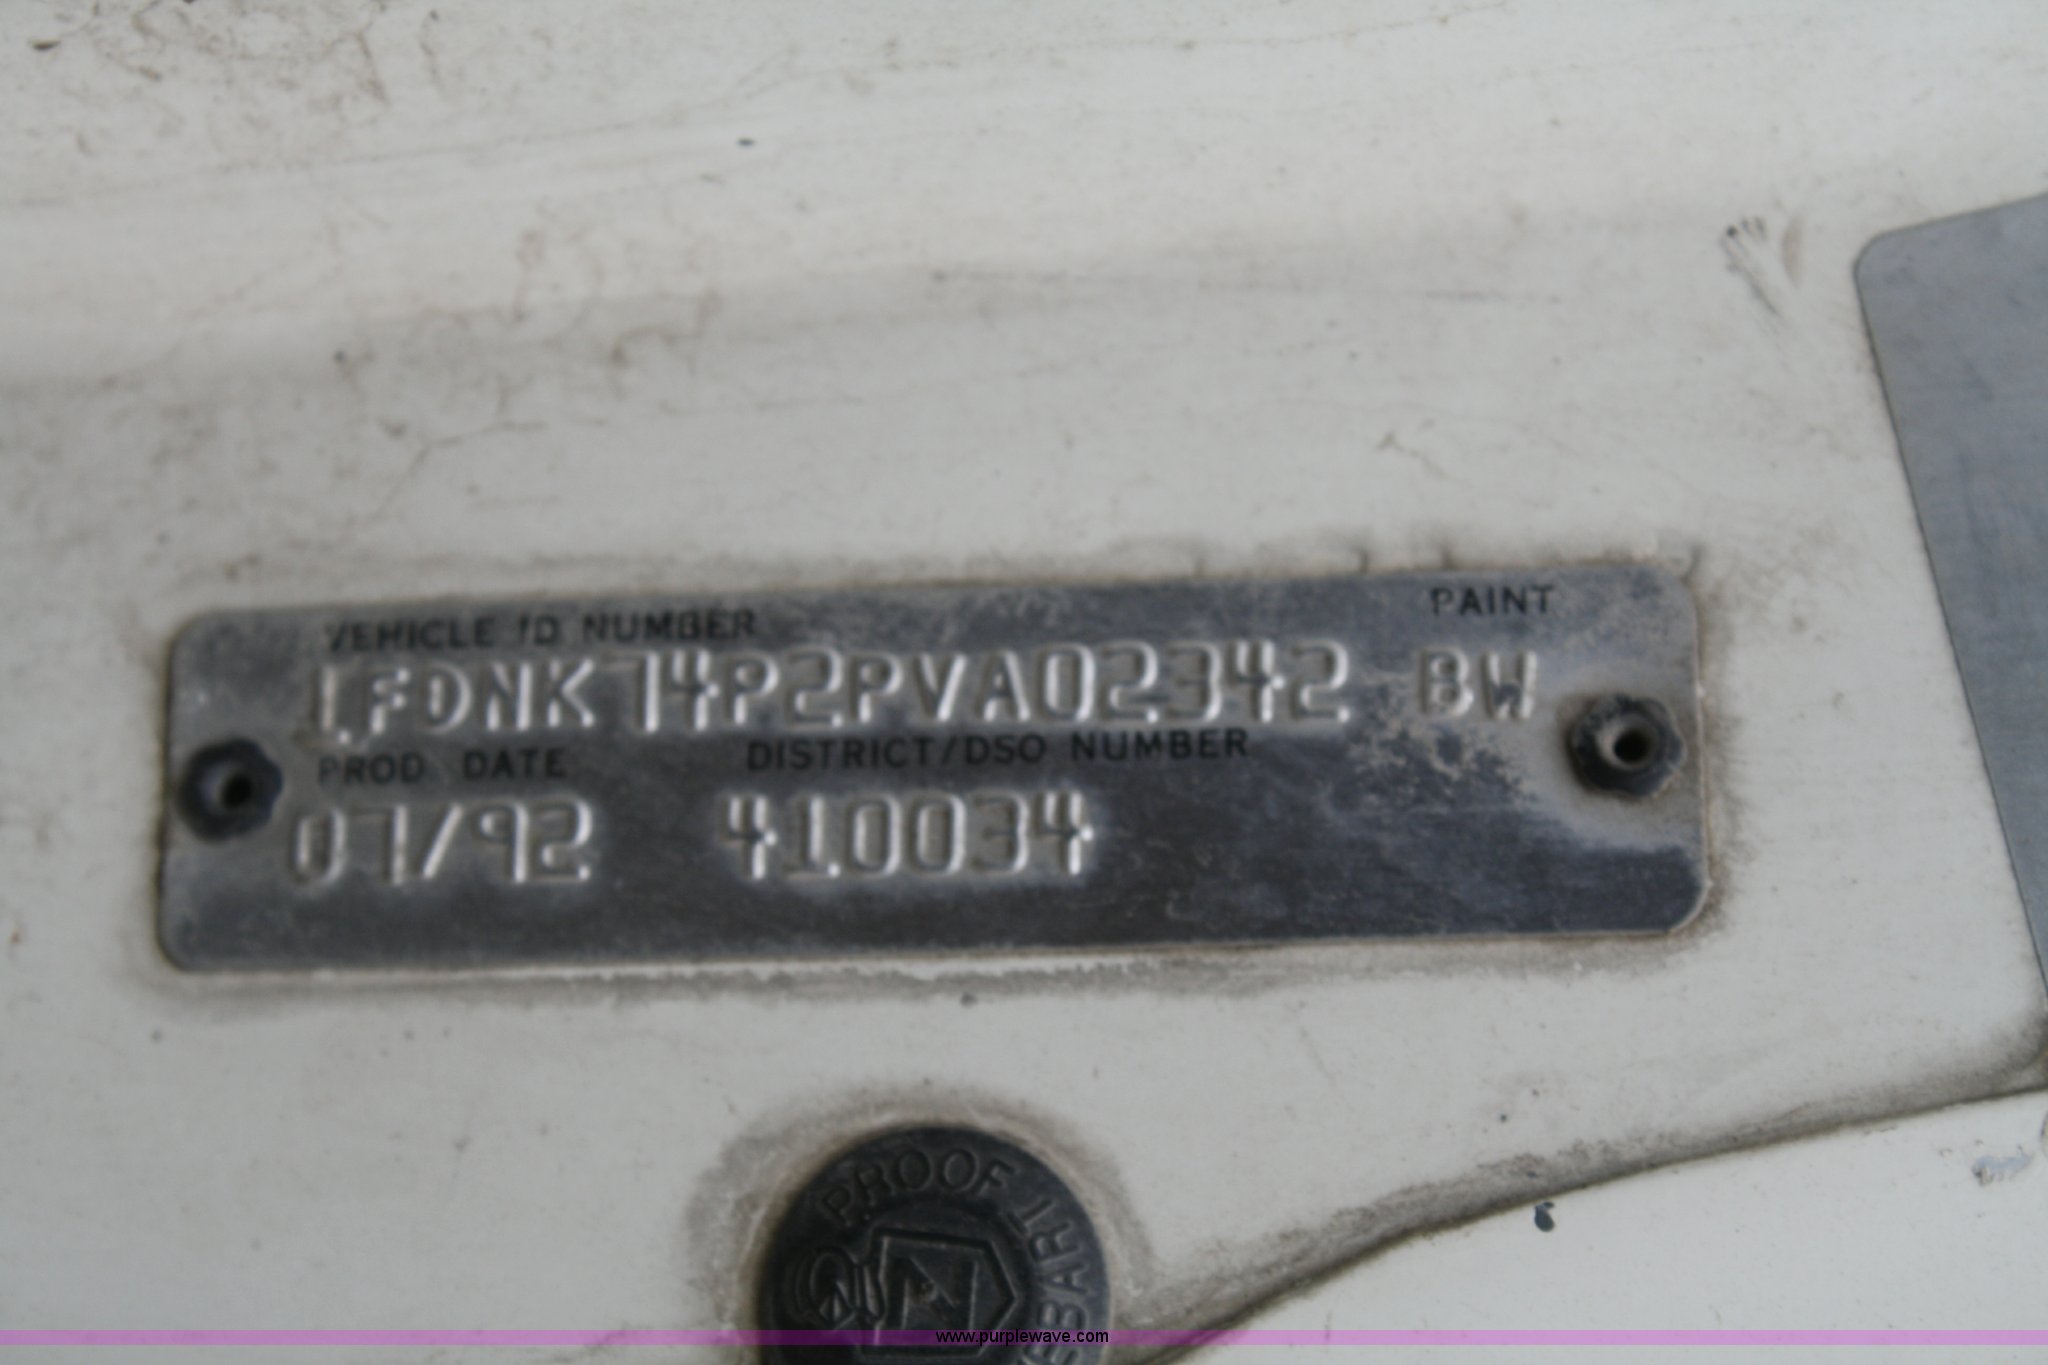 VEHICLE ID NUMBER PAINT
1FDNK74P2PVA02342 BW
PROD DATE DISTRICT/DSO NUMBER
07/92 410034
PROOF
www.purplewave.com